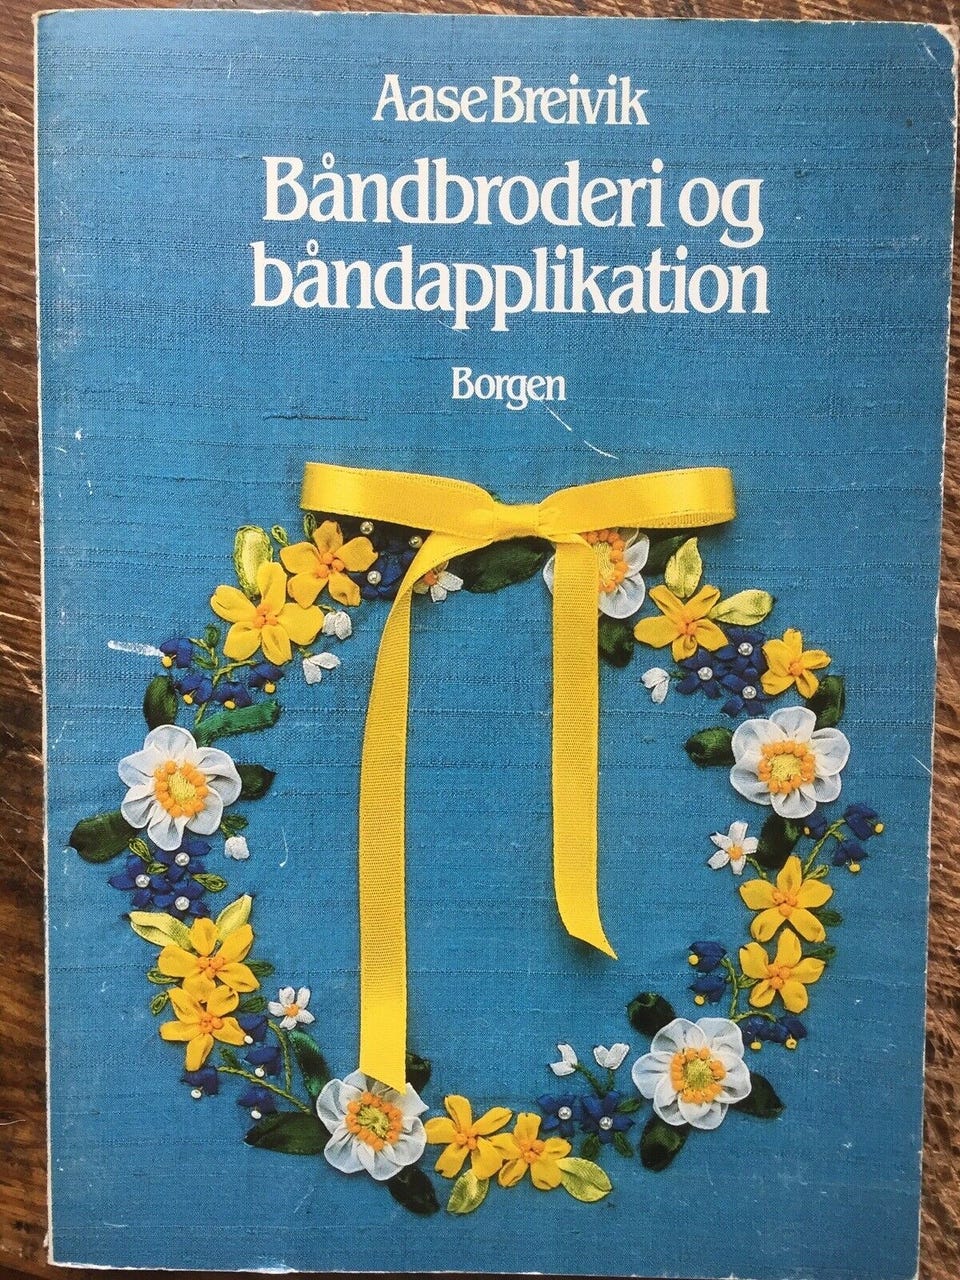 Aase Breivik
Båndbroderi og
båndapplikation
Borgen